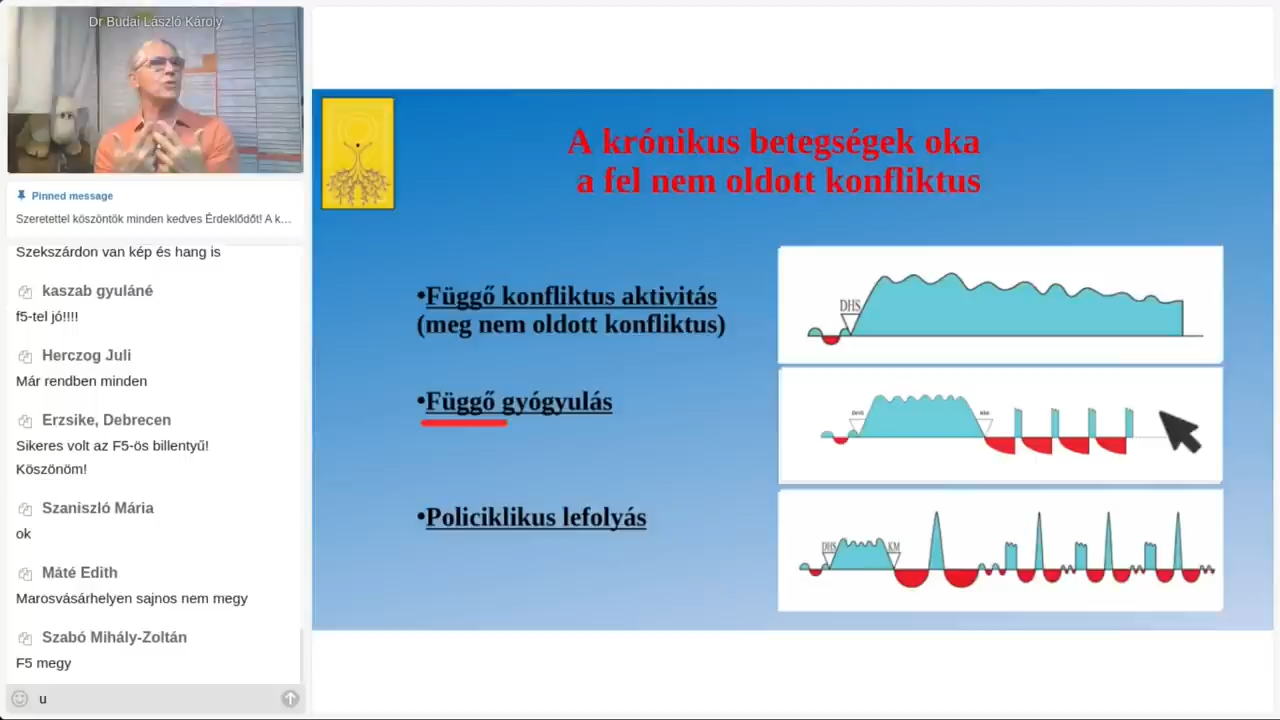 Dr Budai László Károly
Pinned message
Szeretettel köszöntök minden kedves Érdeklődőt! A k…
Szekszárdon van kép és hang is
kaszab gyuláné
f5-tel jó!!!!
Herczog Juli
Már rendben minden
Erzsike, Debrecen
Sikeres volt az F5-ös billentyű!
Köszönöm!
Szaniszló Mária
ok
Máté Edith
Marosvásárhelyen sajnos nem megy
Szabó Mihály-Zoltán
F5 megy
u
A krónikus betegségek oka
a fel nem oldott konfliktus
•Függő konfliktus aktivitás
(meg nem oldott konfliktus)
DHS
•Függő gyógyulás
DHS
KM
•Policiklikus lefolyás
DHS
KM